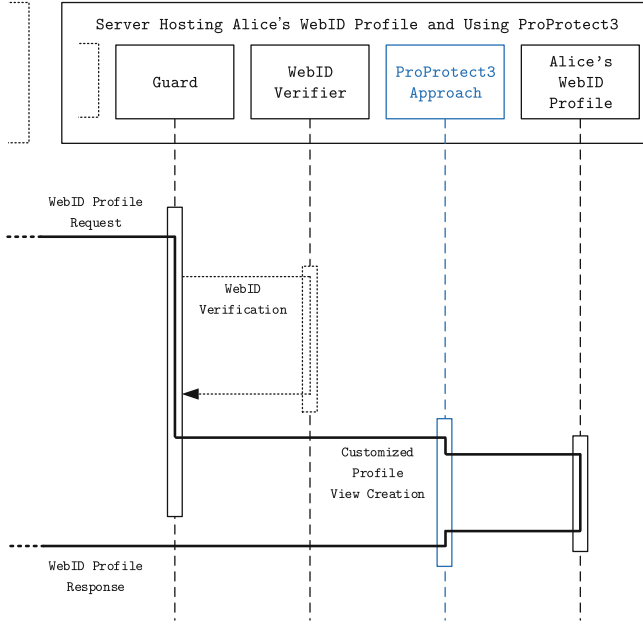 Server Hosting Alice's WebID Profile and Using ProProtect3
Guard
WebID
Verifier
ProProtect3
Approach
Alice's
WebID
Profile
WebID Profile
Request
WebID
Verification
Customized
Profile
View Creation
WebID Profile
Response